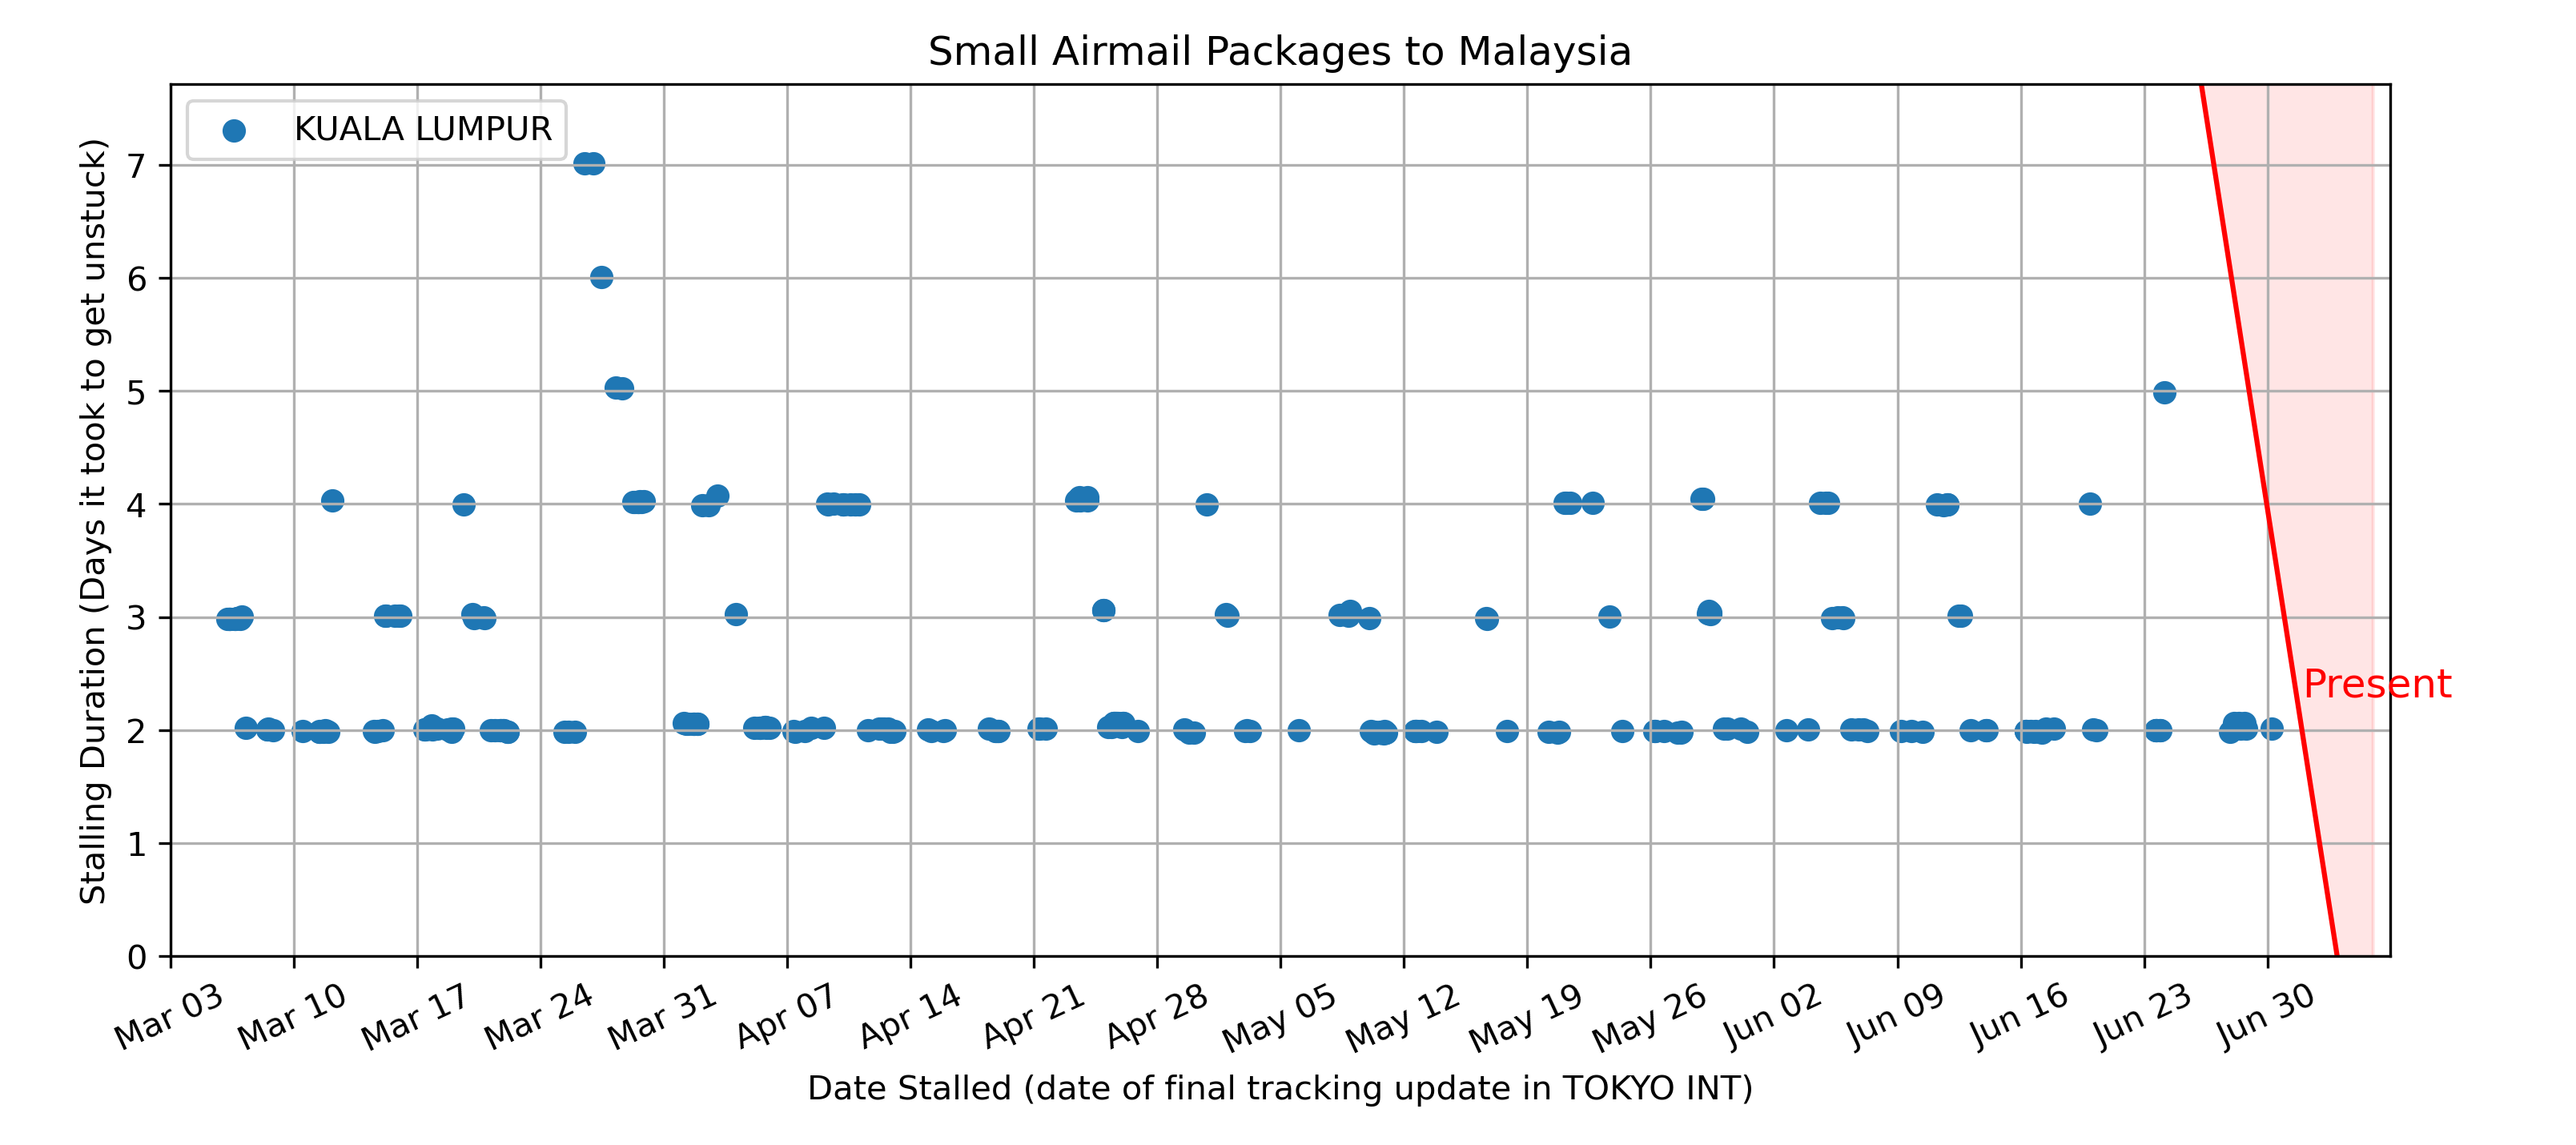 Small Airmail Packages to Malaysia
KUALA LUMPUR
Stalling Duration (Days it took to get unstuck)
7
6
5
4
3
2
1
0
Present
Mar 03
Mar 10
Mar 17
Mar 24
Mar 31
Apr 07
Apr 14
Apr 21
Apr 28
May 05
May 12
May 19
May 26
Jun 02
Jun 09
Jun 16
Jun 23
Jun 30
Date Stalled (date of final tracking update in TOKYO INT)